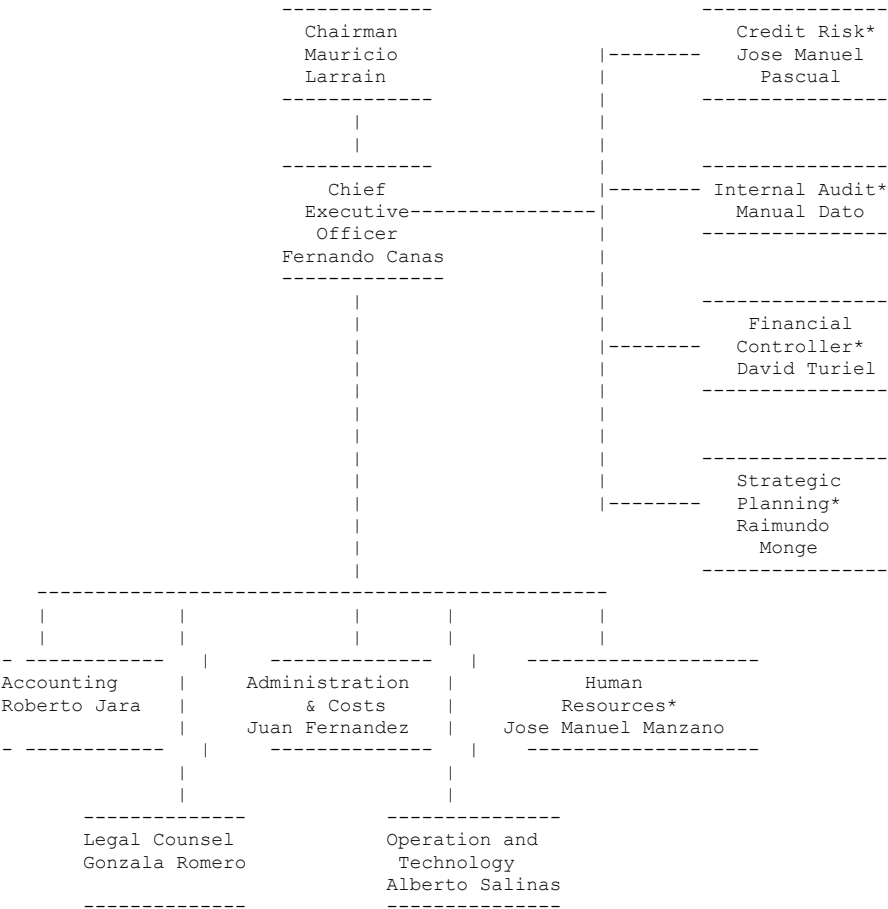 Chairman
Mauricio
Larrain
Credit Risk*
Jose Manuel
Pascual
Chief
Executive
Officer
Fernando Canas
Internal Audit*
Manual Dato
Financial
Controller*
David Turiel
Strategic
Planning*
Raimundo
Monge
Accounting
Roberto Jara
Administration
& Costs
Juan Fernandez
Human
Resources*
Jose Manuel Manzano
Legal Counsel
Gonzala Romero
Operation and
Technology
Alberto Salinas